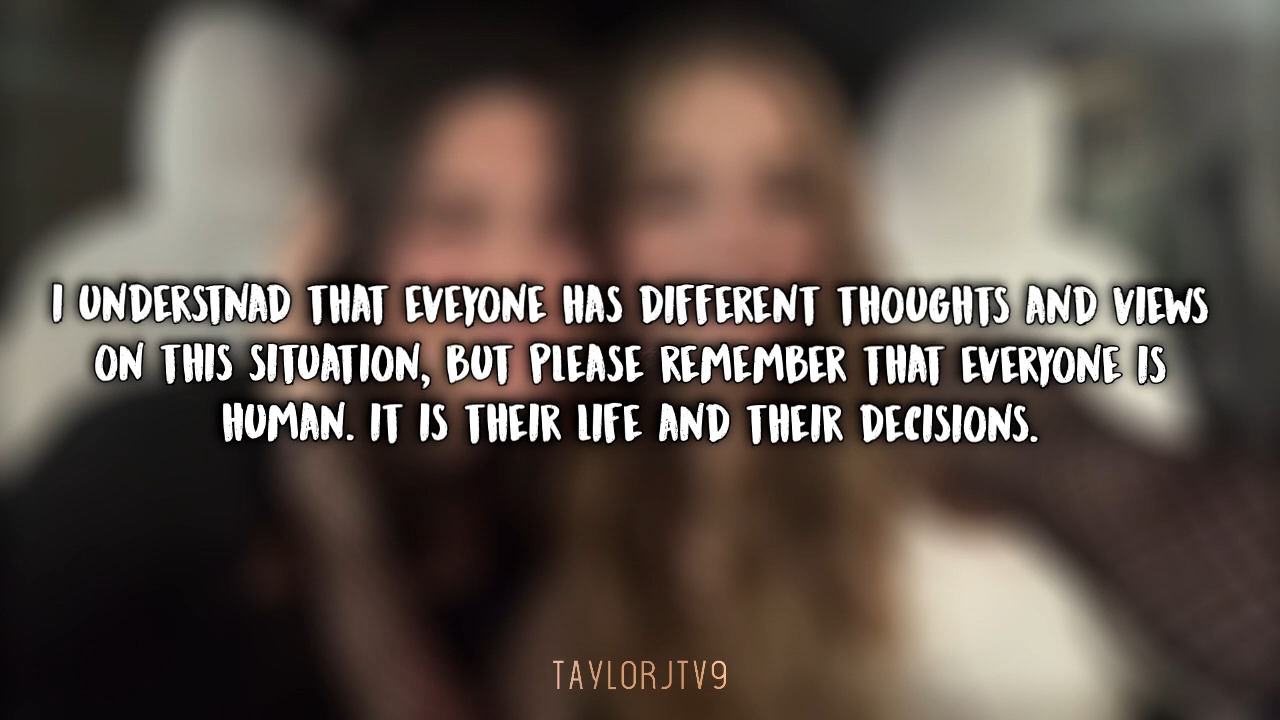 I UNDERSTNAD THAT EVEYONE HAS DIFFERENT THOUGHTS AND VIEWS
ON THIS SITUATION, BUT PLEASE REMEMBER THAT EVERYONE IS
HUMAN. IT IS THEIR LIFE AND THEIR DECISIONS.
TAYLORJTV9